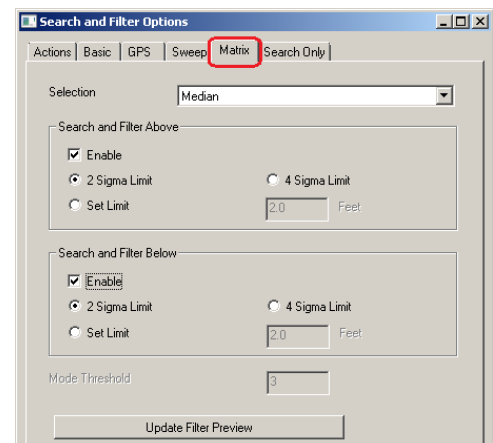 Search and Filter Options
Actions Basic GPS Sweep Matrix Search Only
Selection Median
Search and Filter Above
Enable
2 Sigma Limit 4 Sigma Limit
Set Limit 2.0 Feet
Search and Filter Below
Enable
2 Sigma Limit 4 Sigma Limit
Set Limit 2.0 Feet
Mode Threshold 3
Update Filter Preview